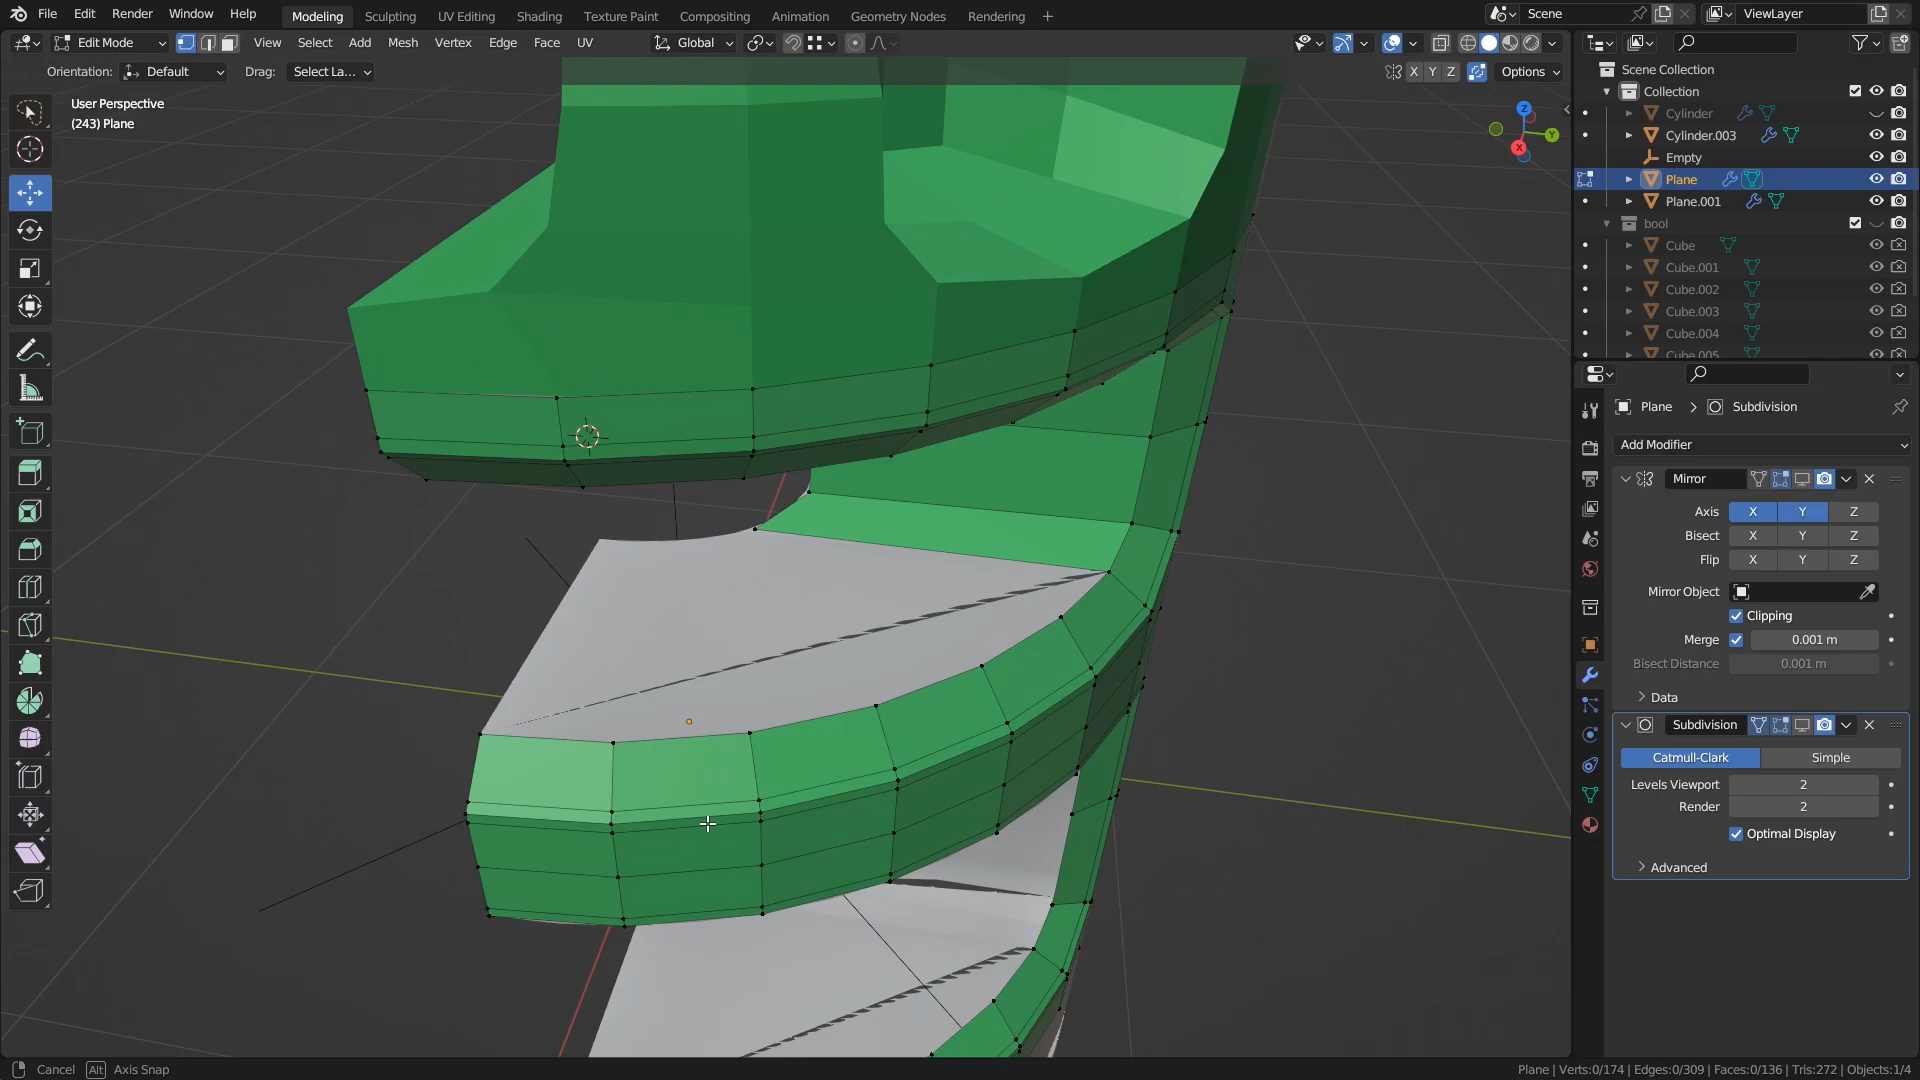 File Edit Render Window Help Modeling Sculpting UV Editing Shading Texture Paint Compositing Animation Geometry Nodes Rendering + Scene ViewLayer
Edit Mode View Select Add Mesh Vertex Edge Face UV Global
Orientation: Default Drag: Select La... X Y Z Options
User Perspective
(243) Plane
Z
Y
X
Scene Collection
Collection
Cylinder
Cylinder.003
Empty
Plane
Plane.001
bool
Cube
Cube.001
Cube.002
Cube.003
Cube.004
Cube.005
Plane > Subdivision
Add Modifier
Mirror
Axis X Y Z
Bisect X Y Z
Flip X Y Z
Mirror Object
Clipping
Merge 0.001 m
Bisect Distance 0.001 m
Data
Subdivision
Catmull-Clark Simple
Levels Viewport 2
Render 2
Optimal Display
Advanced
Cancel Alt Axis Snap Plane | Verts:0/174 | Edges:0/309 | Faces:0/136 | Tris:272 | Objects:1/4